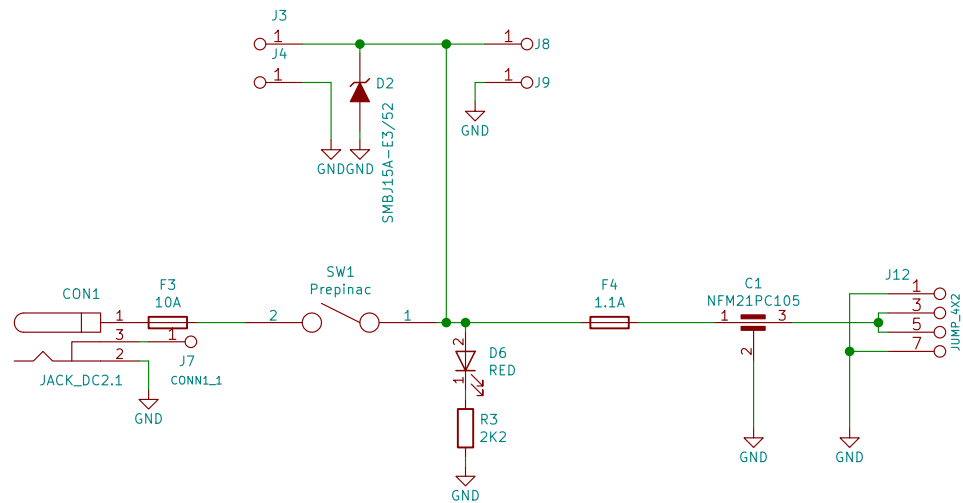 J3
1
J4
1
D2
SMBJ15A-E3/52
GND
GND
1
J8
1
J9
GND
CON1
1
3
2
JACK_DC2.1
F3
10A
1
J7
CONN1_1
GND
SW1
Prepinac
2
1
2
1
D6
RED
R3
2K2
GND
F4
1.1A
C1
NFM21PC105
1
3
2
GND
J12
1
3
5
7
JUMP_4X2
GND